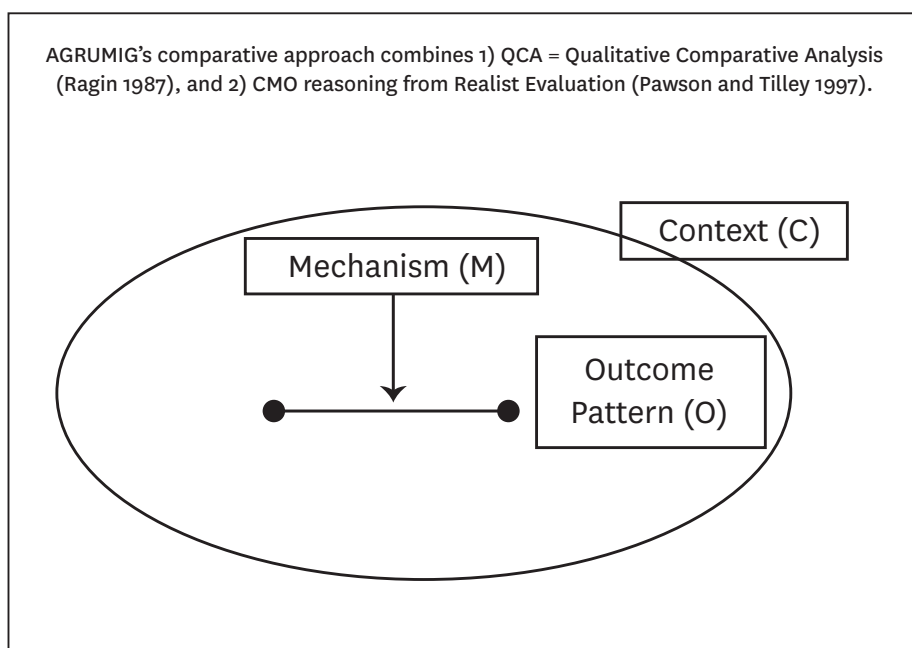 AGRUMIG’s comparative approach combines 1) QCA = Qualitative Comparative Analysis
(Ragin 1987), and 2) CMO reasoning from Realist Evaluation (Pawson and Tilley 1997).
Context (C)
Mechanism (M)
Outcome
Pattern (O)